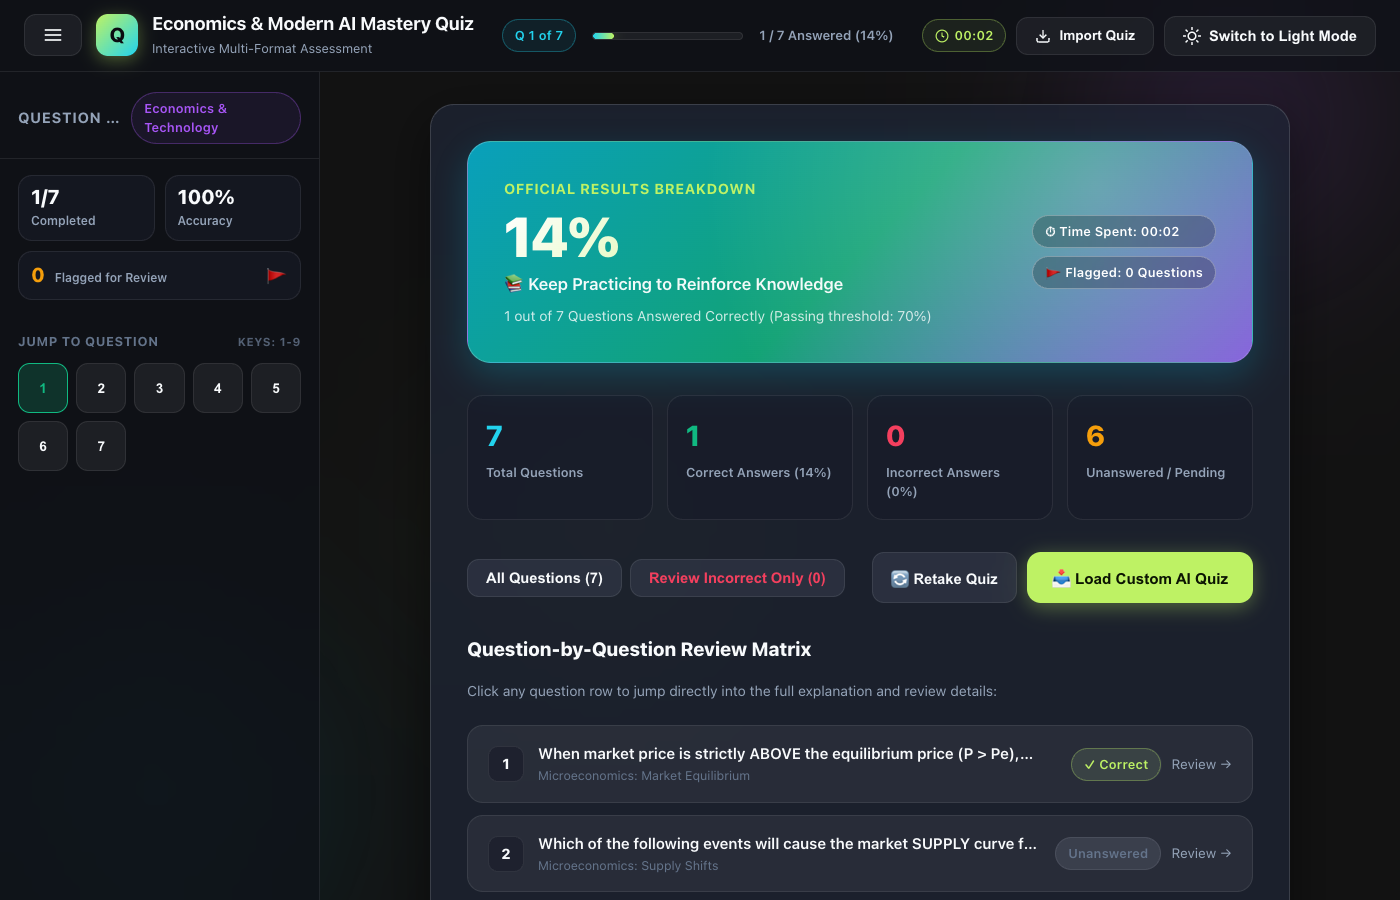 Q
Economics & Modern AI Mastery Quiz
Interactive Multi-Format Assessment
Q 1 of 7
1 / 7 Answered (14%)
00:02
Import Quiz
Switch to Light Mode
QUESTION ...
Economics &
Technology
1/7
Completed
100%
Accuracy
0 Flagged for Review
JUMP TO QUESTION
KEYS: 1-9
1
2
3
4
5
6
7
OFFICIAL RESULTS BREAKDOWN
14%
Keep Practicing to Reinforce Knowledge
1 out of 7 Questions Answered Correctly (Passing threshold: 70%)
Time Spent: 00:02
Flagged: 0 Questions
7
Total Questions
1
Correct Answers (14%)
0
Incorrect Answers
(0%)
6
Unanswered / Pending
All Questions (7)
Review Incorrect Only (0)
Retake Quiz
Load Custom AI Quiz
Question-by-Question Review Matrix
Click any question row to jump directly into the full explanation and review details:
1
When market price is strictly ABOVE the equilibrium price (P > Pe),...
Microeconomics: Market Equilibrium
✓ Correct
Review →
2
Which of the following events will cause the market SUPPLY curve f...
Microeconomics: Supply Shifts
Unanswered
Review →